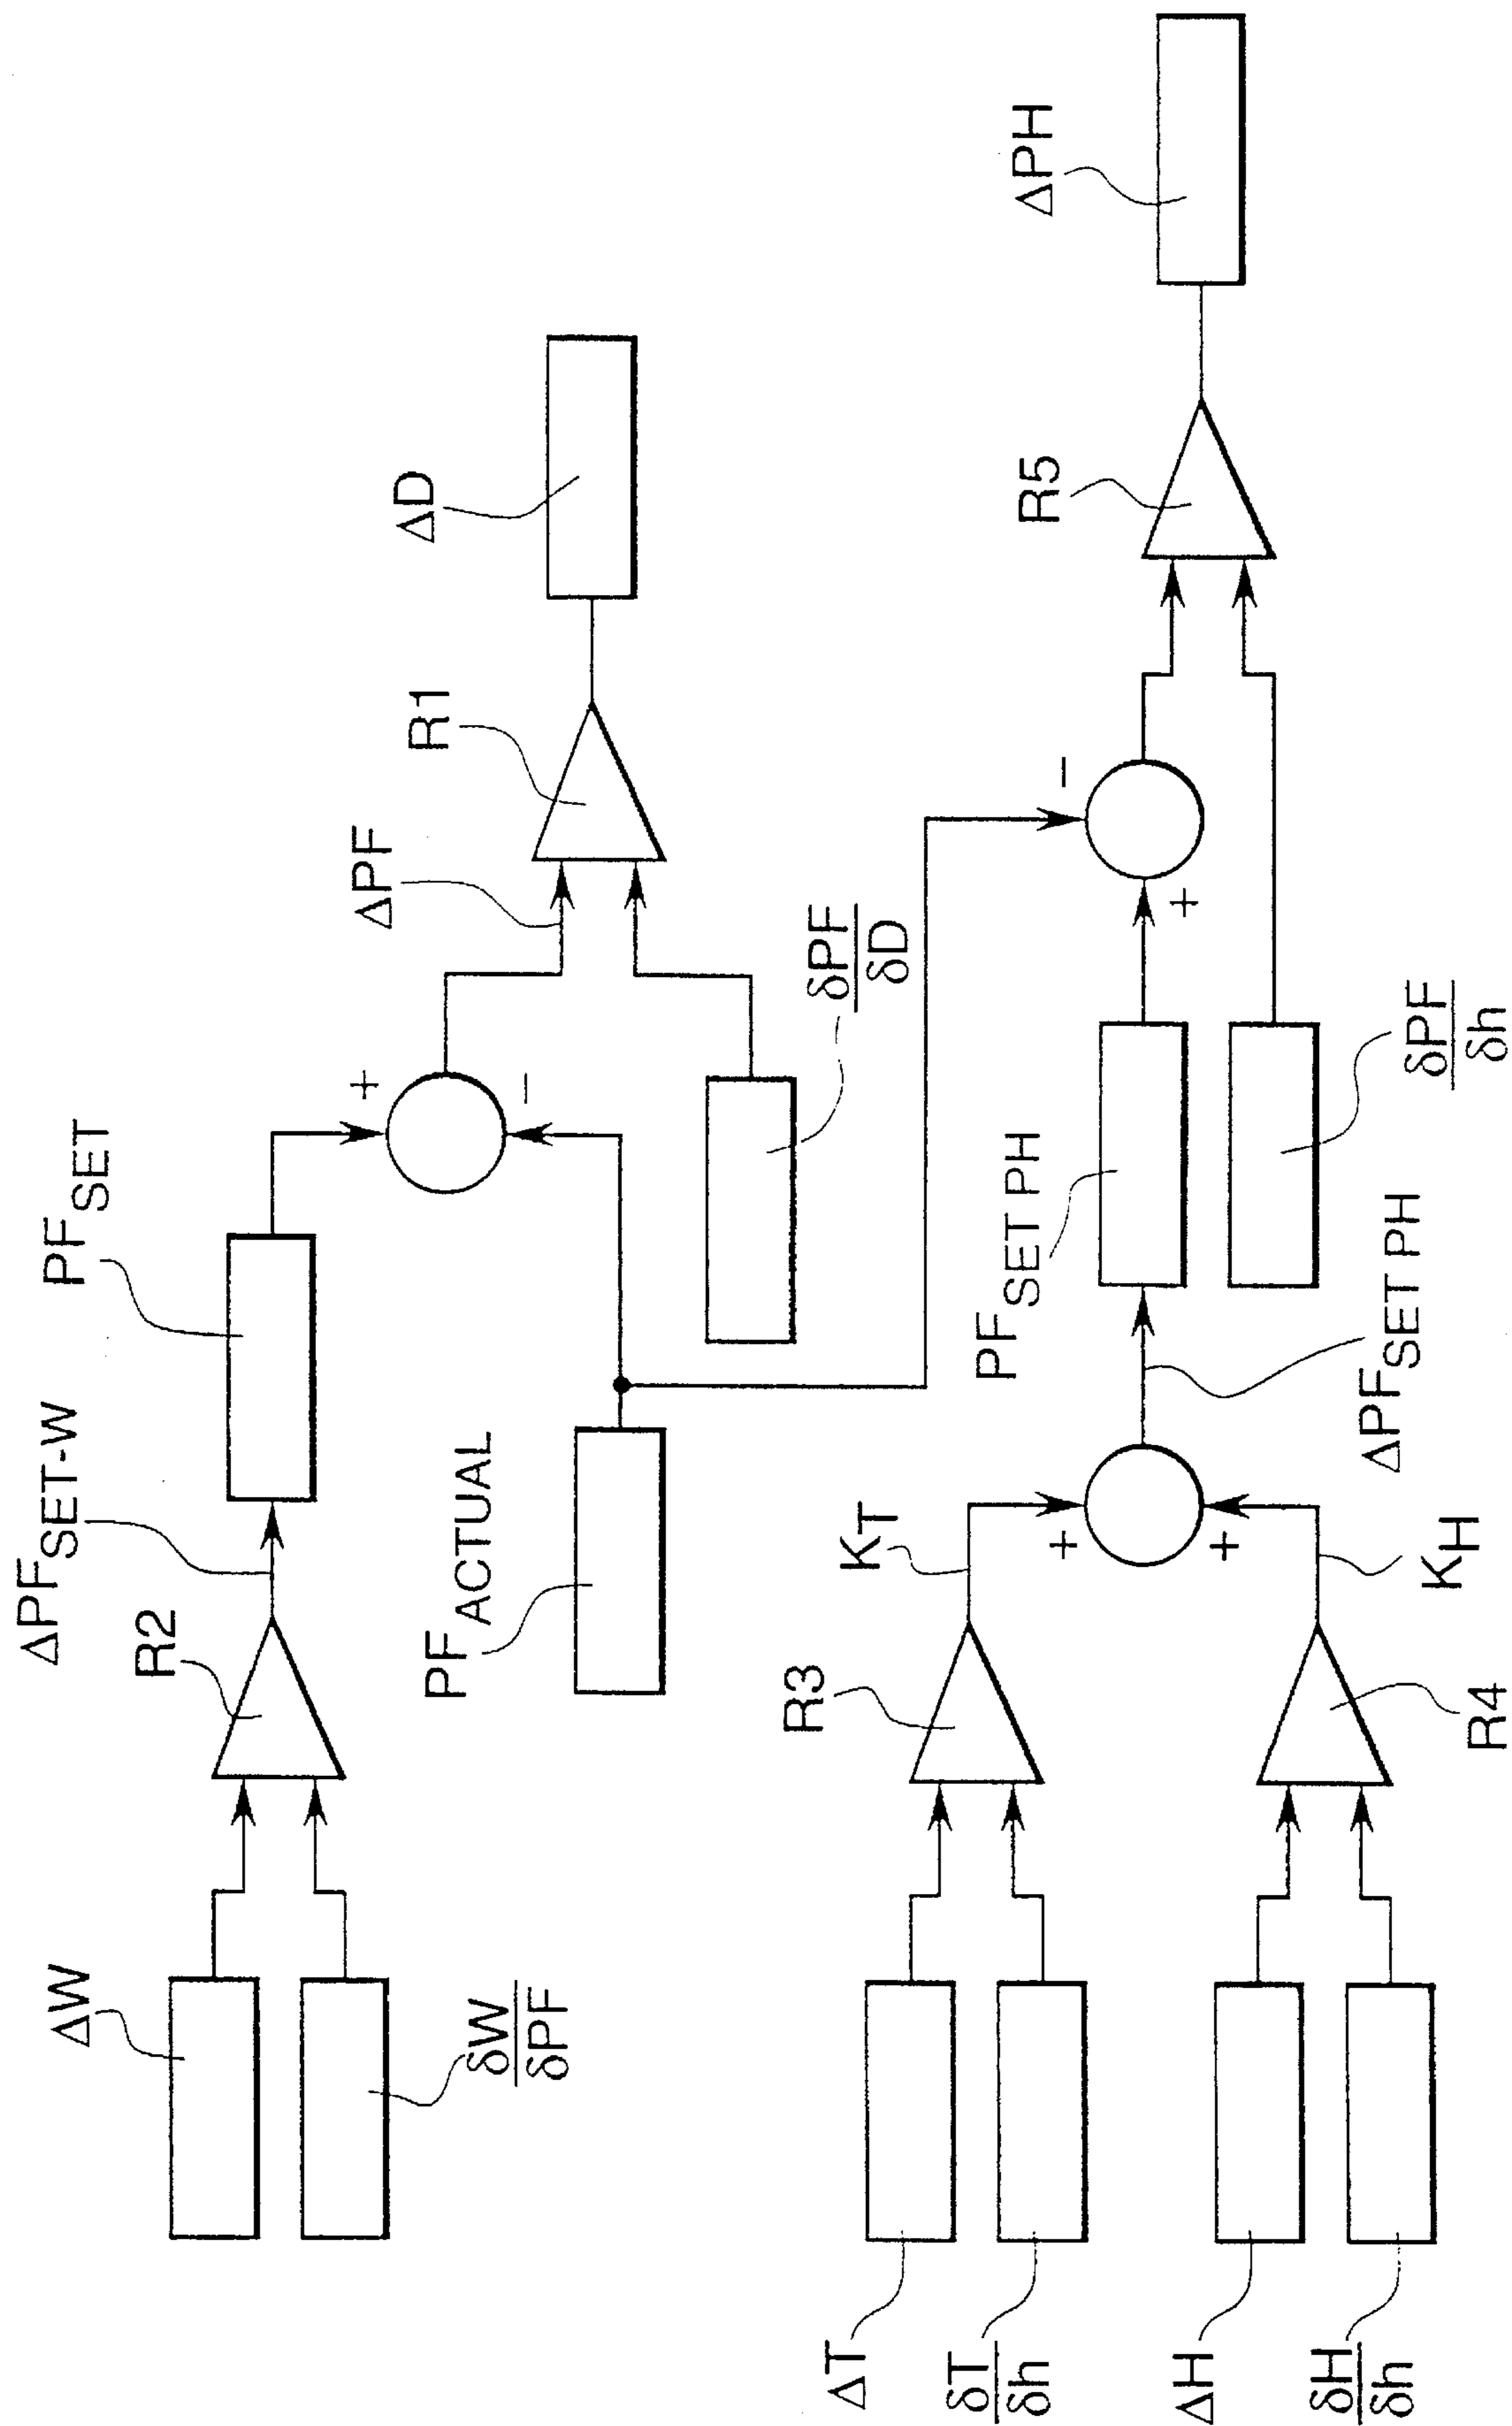 ΔW
δW
δPF
R2
ΔPF SET-W
PF SET
+
−
PF ACTUAL
δPF
δD
ΔPF
R1
ΔD
ΔT
δT
δh
ΔH
δH
δh
R3
R4
K T
K H
+
+
ΔPF SET PH
PF SET PH
δPF
δh
+
−
R5
ΔPH